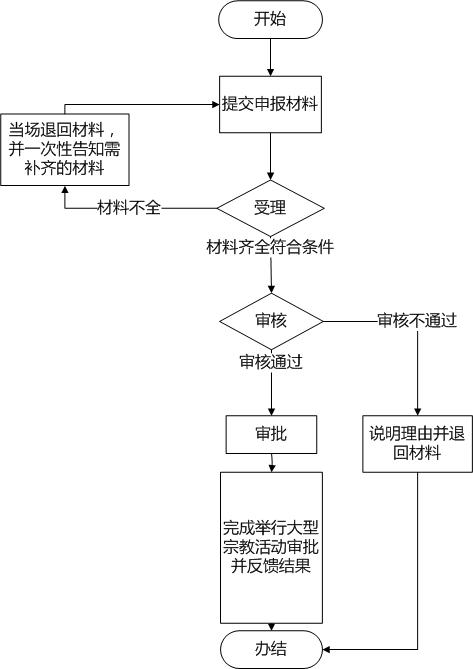 开始
提交申报材料
当场退回材料，
并一次性告知需
补齐的材料
受理
材料不全
材料齐全符合条件
审核
审核不通过
审核通过
审批
说明理由并退
回材料
完成举行大型
宗教活动审批
并反馈结果
办结